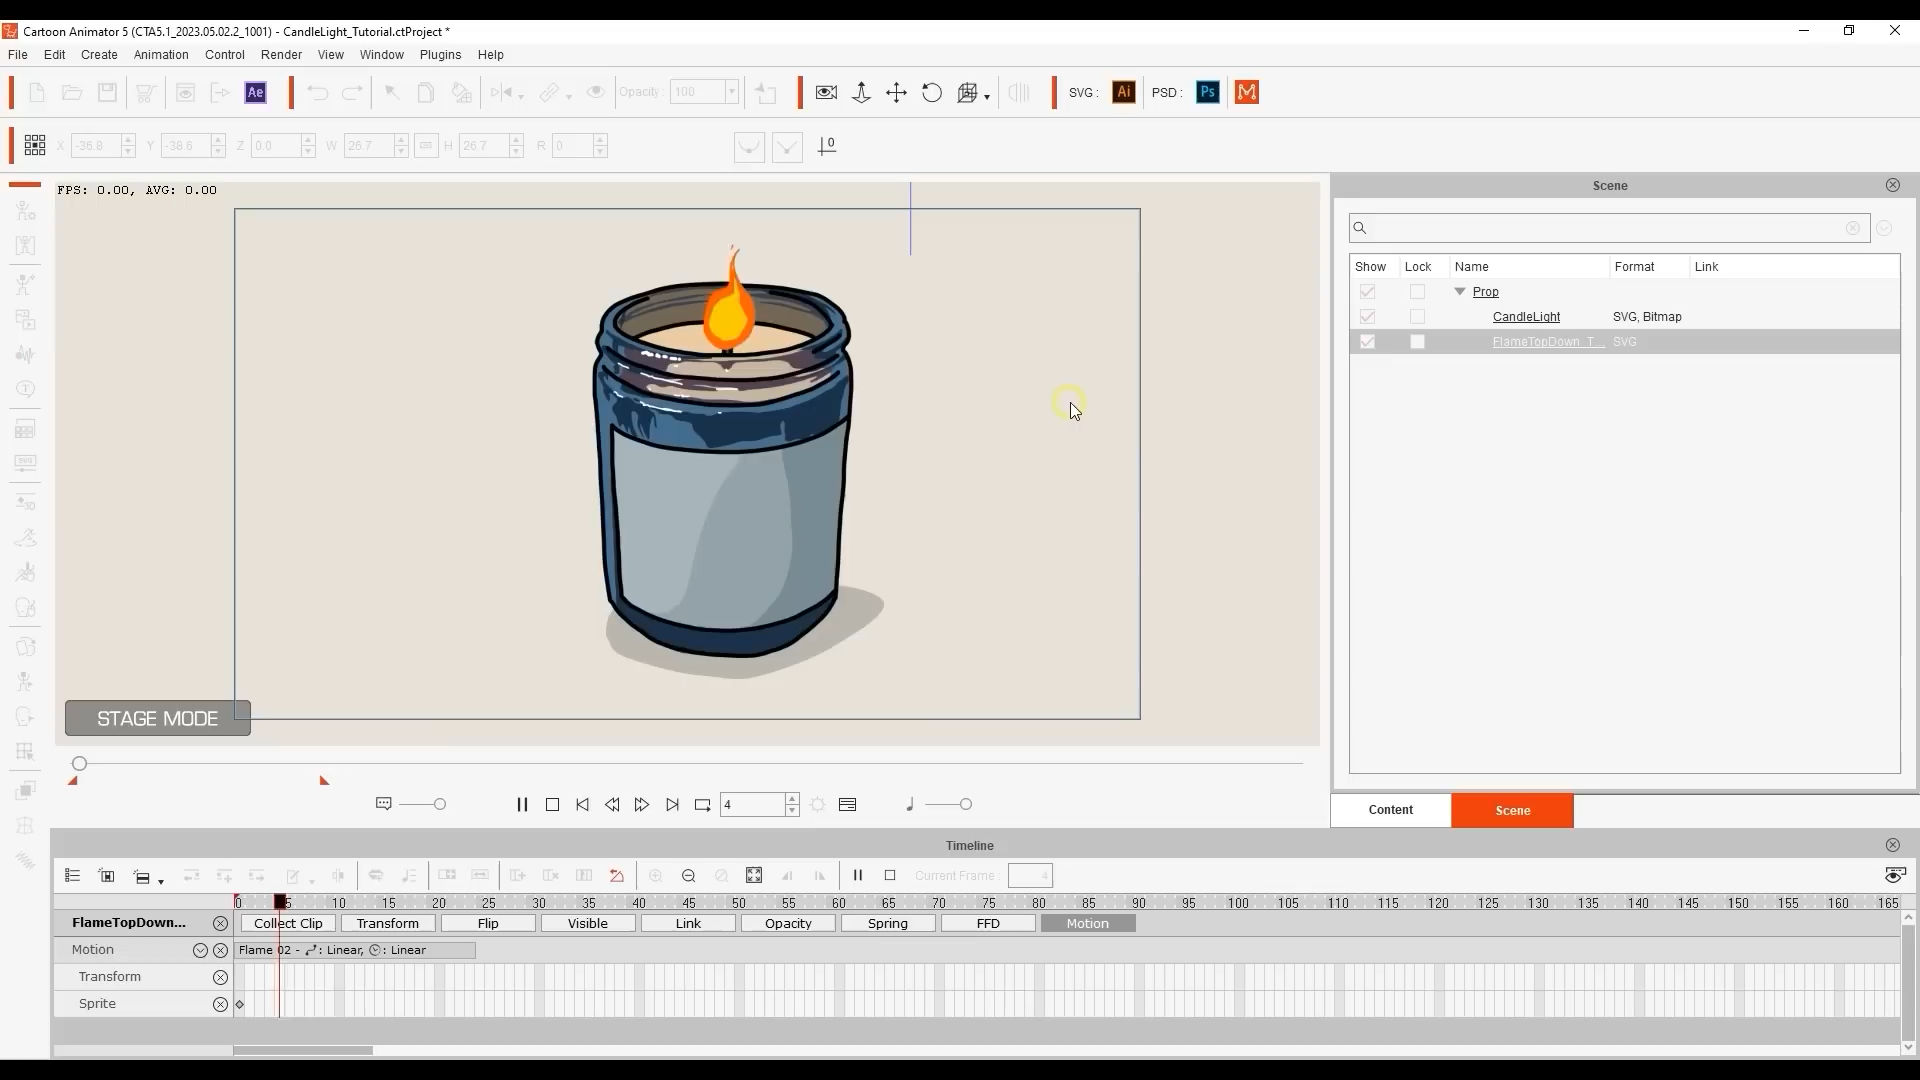 Cartoon Animator 5 (CTA5.1_2023.05.02.2_1001) - CandleLight_Tutorial.ctProject *
File Edit Create Animation Control Render View Window Plugins Help
Ae Opacity : 100 SVG : Ai PSD : Ps
X -36.8 Y -38.6 Z 0.0 W 26.7 H 26.7 R 0 0
FPS: 0.00, AVG: 0.00
Scene
Show Lock Name Format Link
Prop
CandleLight SVG, Bitmap
FlameTopDown_T... SVG
STAGE MODE
4
Content Scene
Timeline
Current Frame : 4
0 5 10 15 20 25 30 35 40 45 50 55 60 65 70 75 80 85 90 95 100 105 110 115 120 125 130 135 140 145 150 155 160 165
FlameTopDown... Collect Clip Transform Flip Visible Link Opacity Spring FFD Motion
Motion Flame 02 - : Linear, : Linear
Transform
Sprite